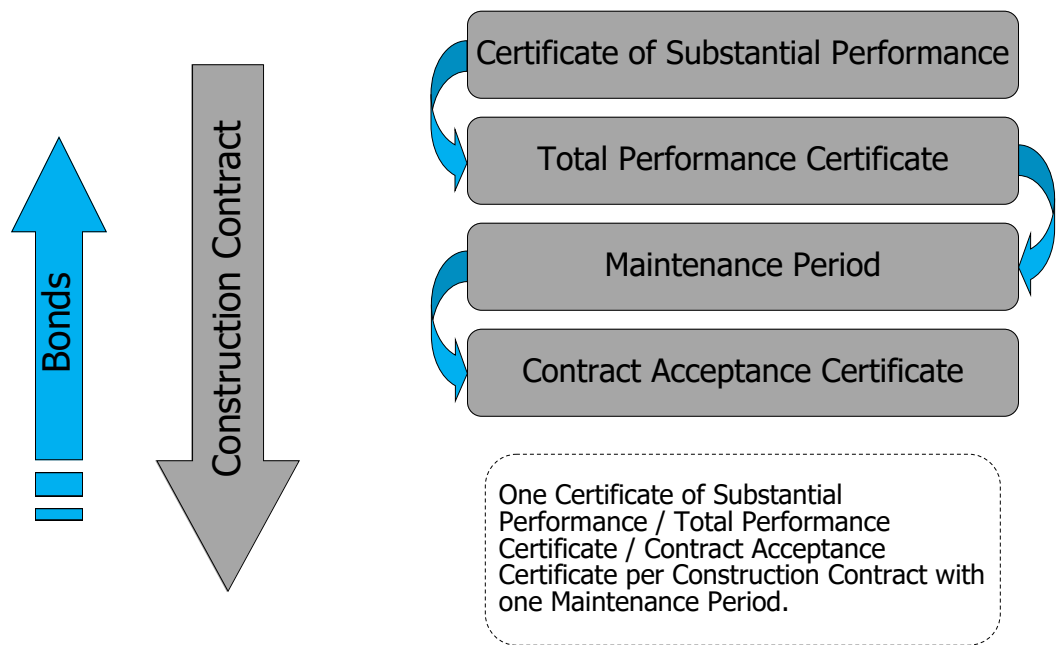 Bonds
Construction Contract
Certificate of Substantial Performance
Total Performance Certificate
Maintenance Period
Contract Acceptance Certificate
One Certificate of Substantial
Performance / Total Performance
Certificate / Contract Acceptance
Certificate per Construction Contract with
one Maintenance Period.